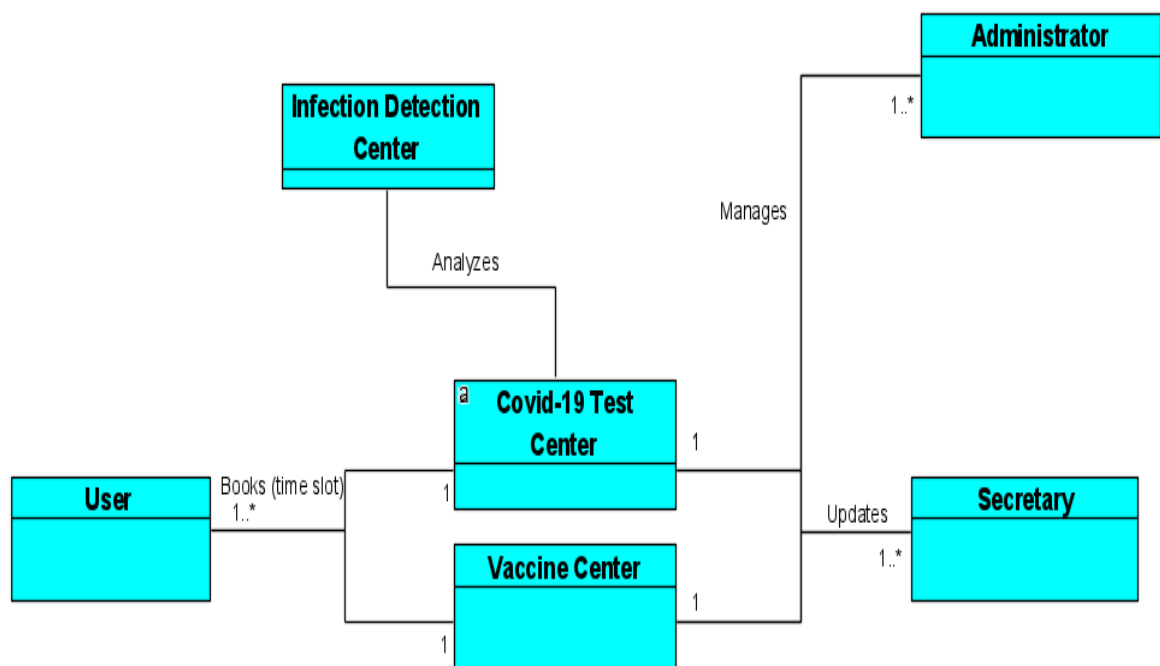 Administrator
1..*
Infection Detection
Center
Manages
Analyzes
a
Covid-19 Test
Center
1
1
User
Books (time slot)
1..*
Secretary
Updates
1..*
Vaccine Center
1
1